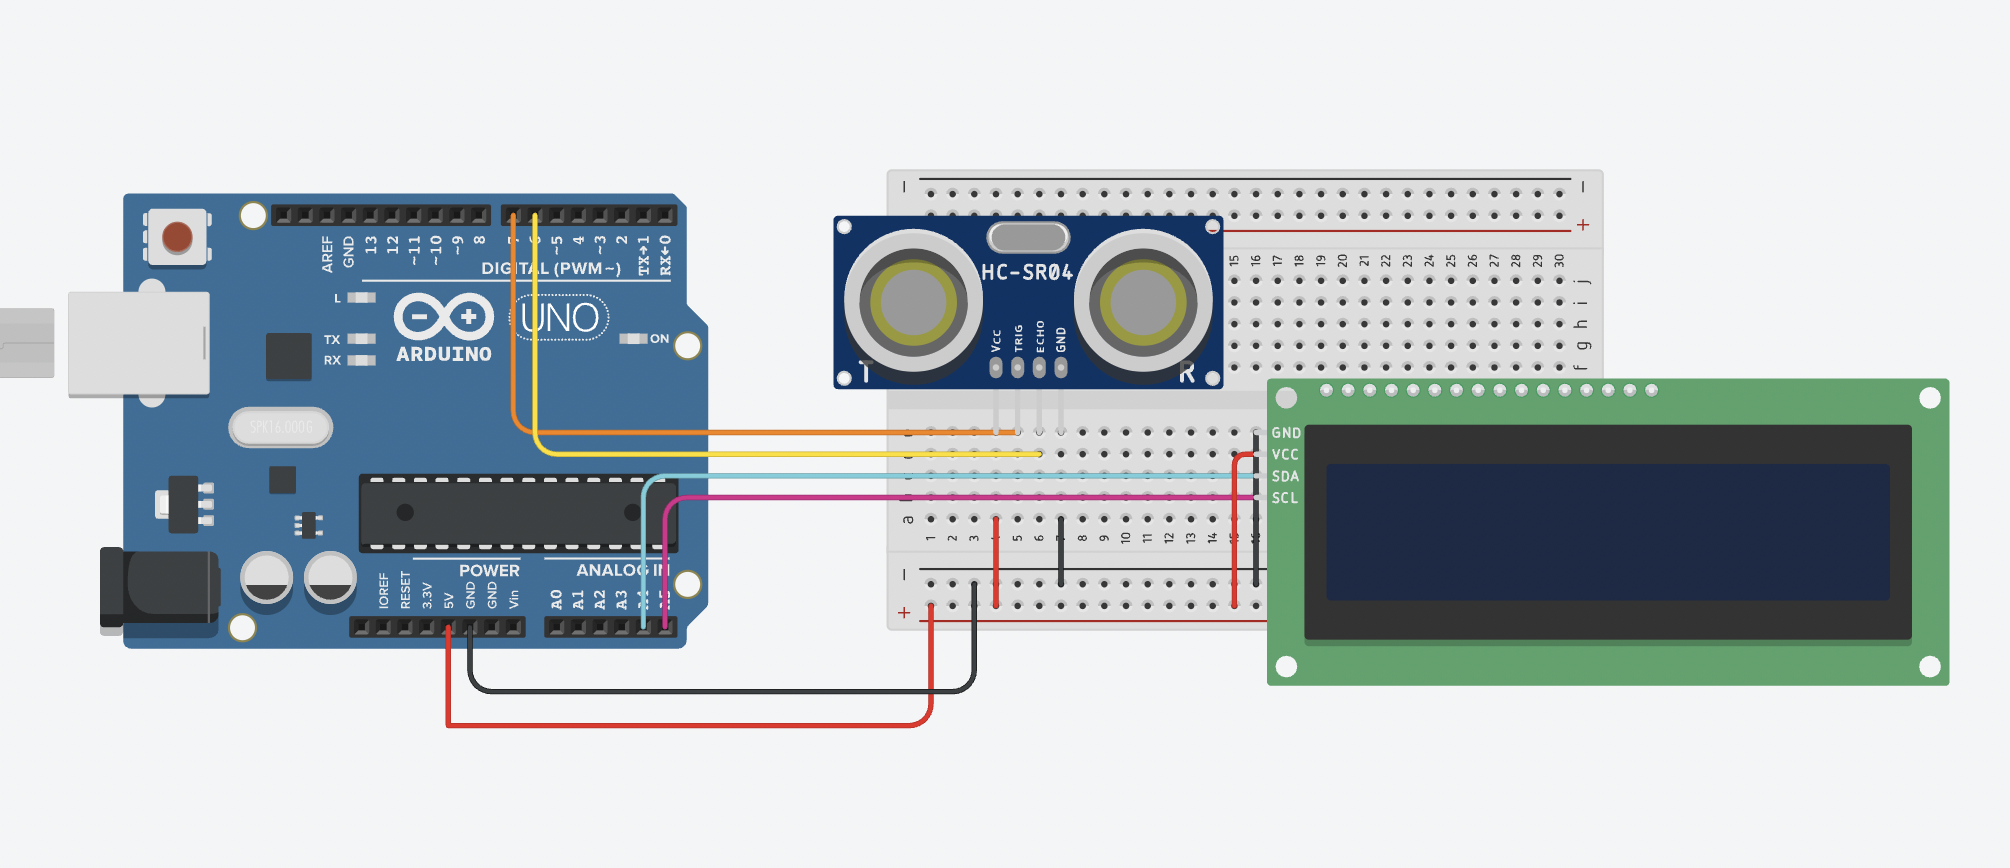 AREF
GND
13
12
~11
~10
~9
8
7
6
~5
4
~3
2
TX→1
RX←0
DIGITAL (PWM~)
L
TX
RX
ARDUINO
UNO
ON
SPK16.000G
POWER
ANALOG IN
IOREF
RESET
3.3V
5V
GND
GND
Vin
A0
A1
A2
A3
A4
A5
HC-SR04
VCC
TRIG
ECHO
GND
T
R
− −
+
15 16 17 18 19 20 21 22 23 24 25 26 27 28 29 30
j
i
h
g
f
a
1 2 3 4 5 6 7 8 9 10 11 12 13 14 15 16
−
+
GND
VCC
SDA
SCL